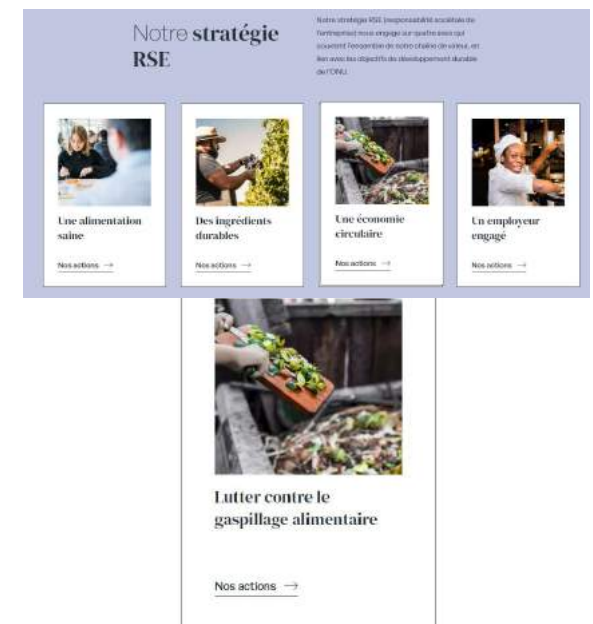 Notre stratégie
RSE
Notre stratégie RSE (responsabilité sociétale de
l'entreprise) nous engage sur quatre axes qui
couvrent l'ensemble de notre chaîne de valeur, en
lien avec les objectifs de développement durable
de l'ONU.
Une alimentation
saine
Nos actions →
Des ingrédients
durables
Nos actions →
Une économie
circulaire
Nos actions →
Un employeur
engagé
Nos actions →
Lutter contre le
gaspillage alimentaire
Nos actions →